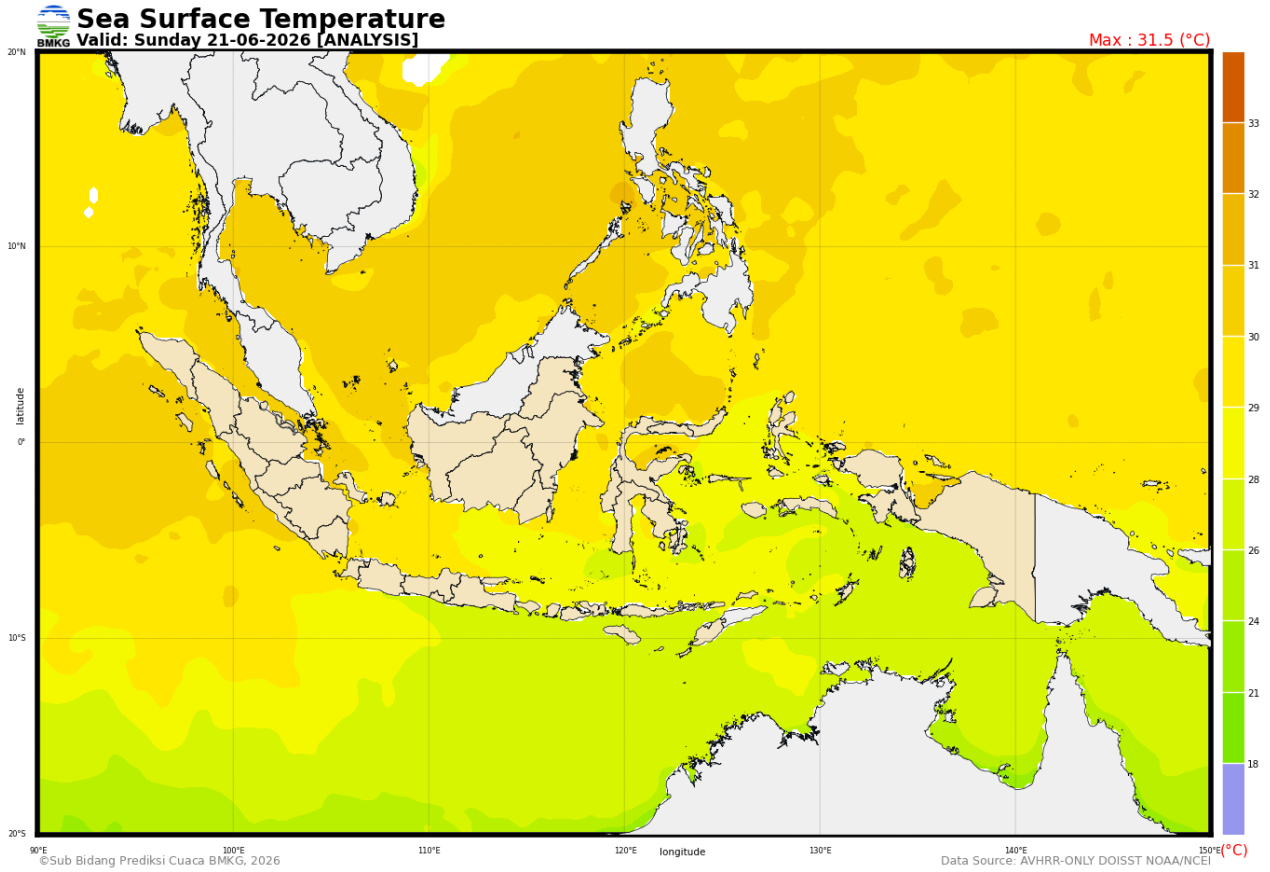 Sea Surface Temperature
BMKG
Valid: Sunday 21-06-2026 [ANALYSIS]
Max : 31.5 (°C)
20°N
10°N
0°
10°S
20°S
latitude
33
32
31
30
29
28
26
24
21
18
(°C)
90°E
100°E
110°E
120°E
130°E
140°E
150°E
longitude
©Sub Bidang Prediksi Cuaca BMKG, 2026
Data Source: AVHRR-ONLY DOISST NOAA/NCEI